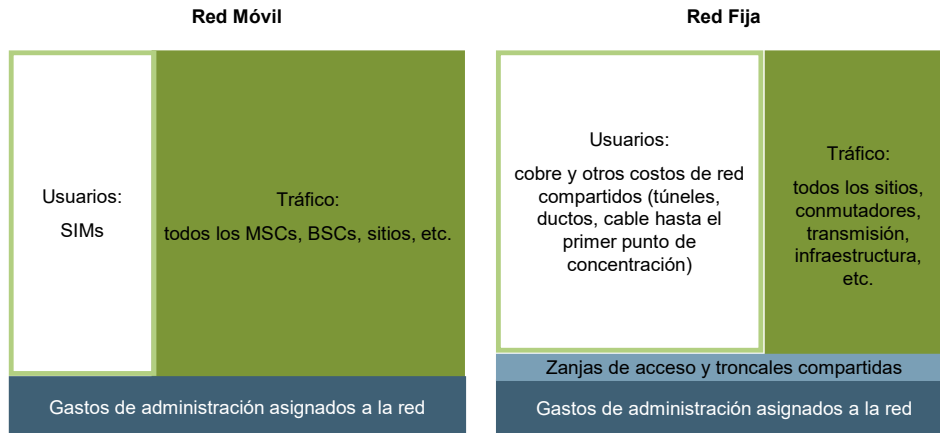 Red Móvil
Usuarios:
SIMs
Tráfico:
todos los MSCs, BSCs, sitios, etc.
Gastos de administración asignados a la red
Red Fija
Usuarios:
cobre y otros costos de red
compartidos (túneles,
ductos, cable hasta el
primer punto de
concentración)
Tráfico:
todos los sitios,
conmutadores,
transmisión,
infraestructura,
etc.
Zanjas de acceso y troncales compartidas
Gastos de administración asignados a la red